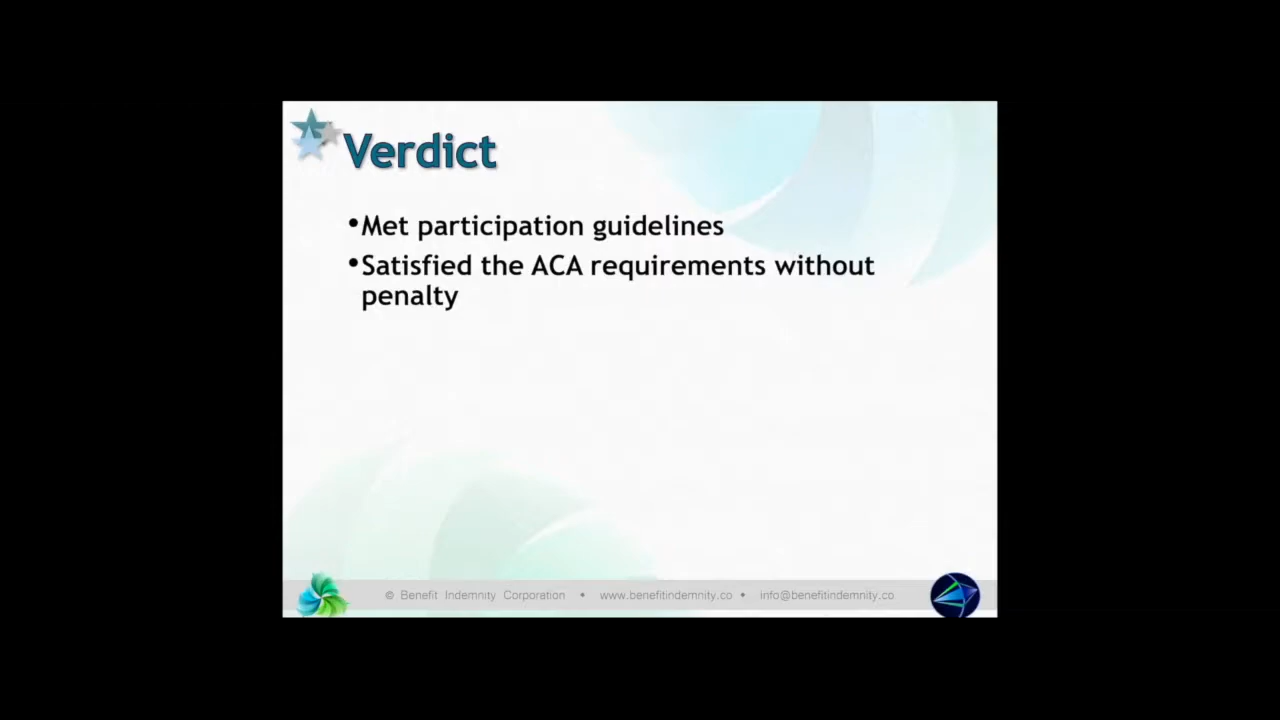 Verdict
•Met participation guidelines
•Satisfied the ACA requirements without
penalty
© Benefit Indemnity Corporation • www.benefitindemnity.co • info@benefitindemnity.co